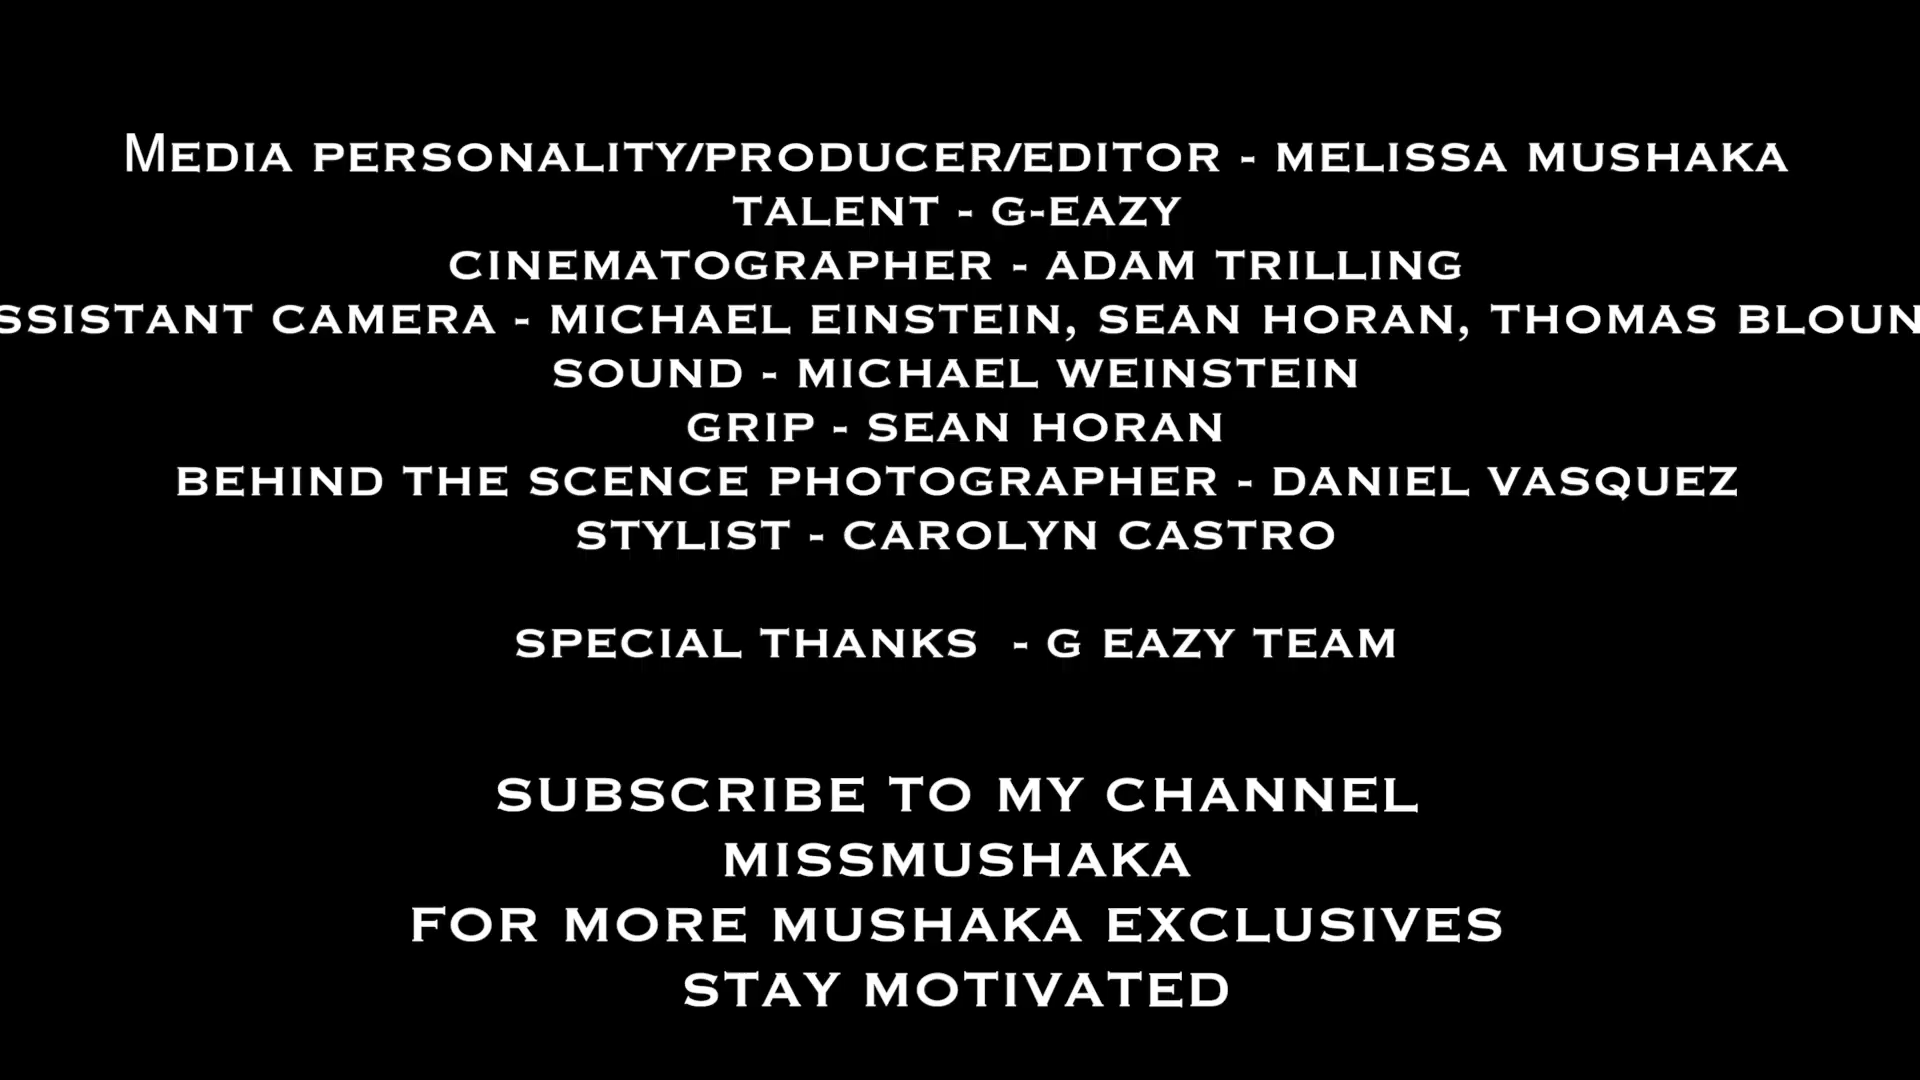 Media personality/producer/editor - melissa mushaka
talent - g-eazy
cinematographer - adam trilling
ssistant camera - michael einstein, sean horan, thomas bloun
sound - michael weinstein
grip - sean horan
behind the scence photographer - daniel vasquez
stylist - carolyn castro
special thanks  - g eazy team
subscribe to my channel
missmushaka
for more mushaka exclusives
stay motivated